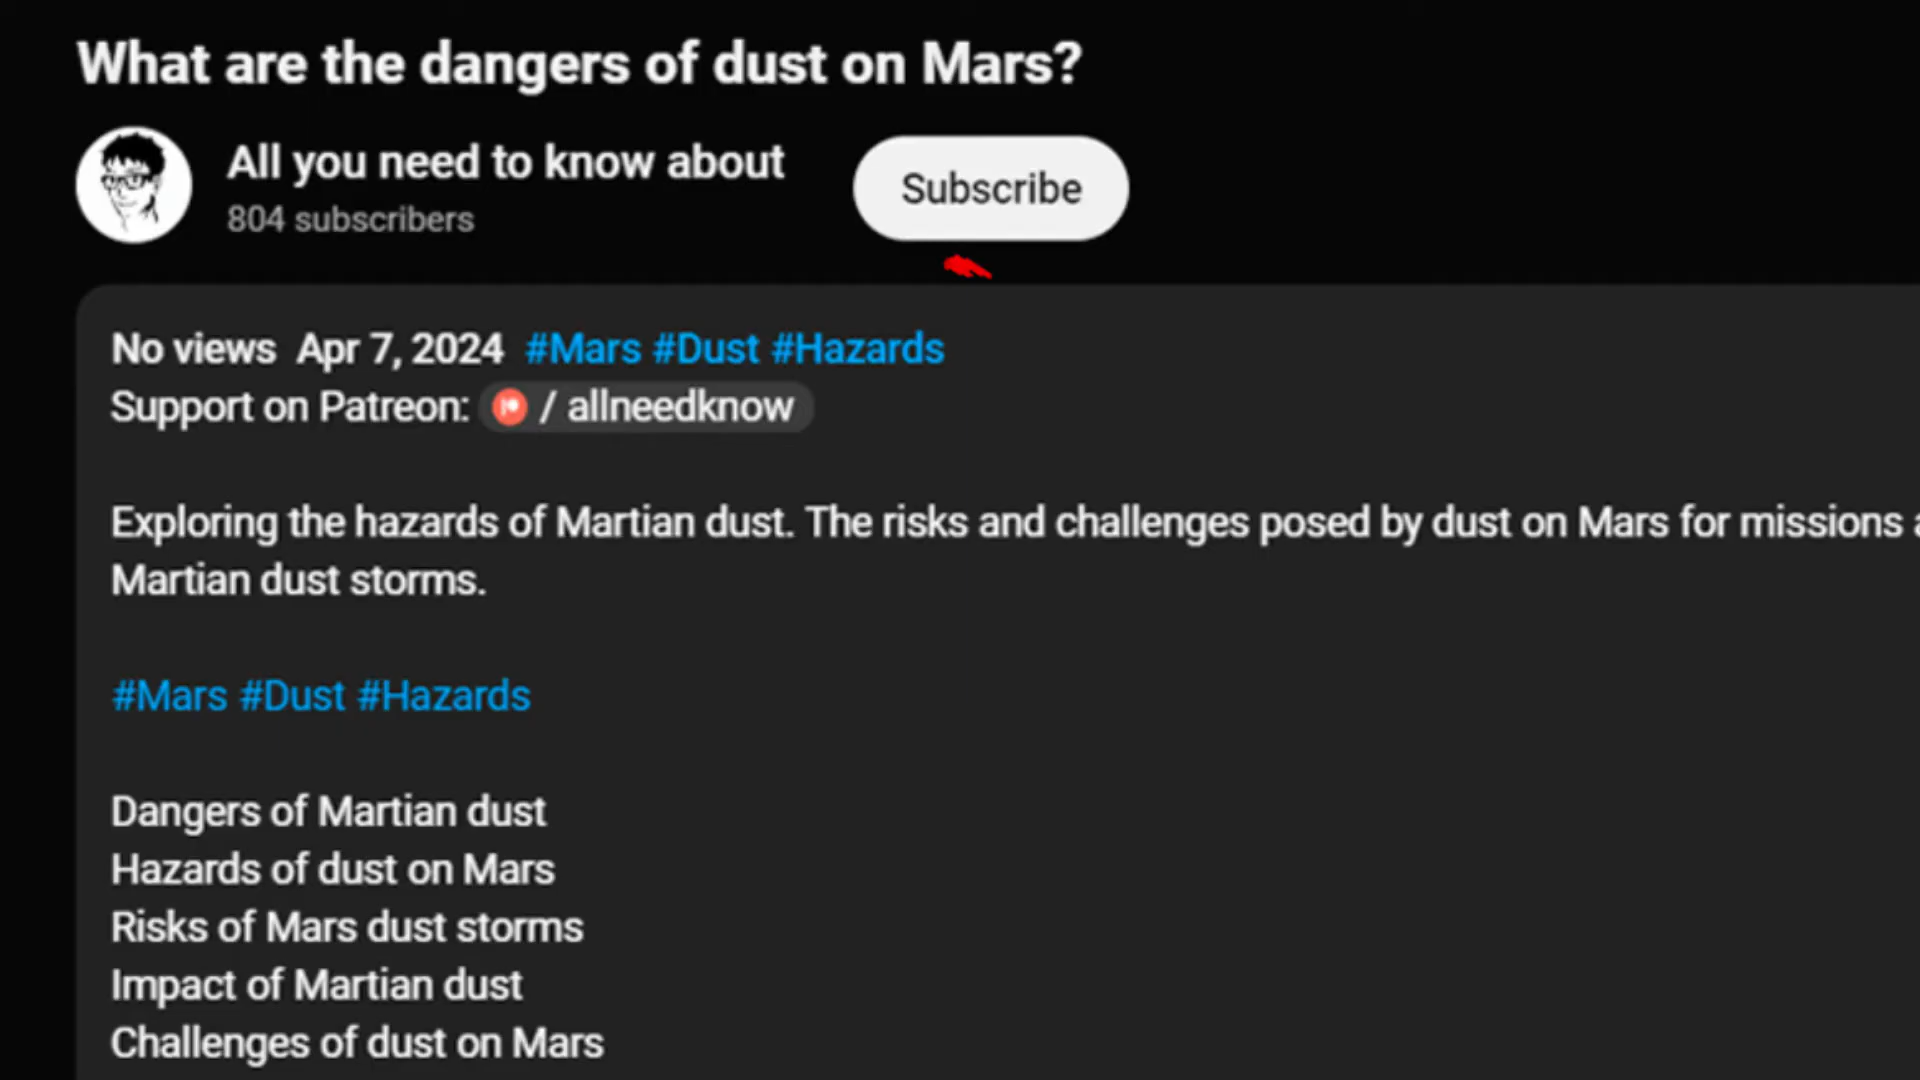 What are the dangers of dust on Mars?
All you need to know about
804 subscribers
Subscribe
No views Apr 7, 2024 #Mars #Dust #Hazards
Support on Patreon: / allneedknow
Exploring the hazards of Martian dust. The risks and challenges posed by dust on Mars for missions
Martian dust storms.
#Mars #Dust #Hazards
Dangers of Martian dust
Hazards of dust on Mars
Risks of Mars dust storms
Impact of Martian dust
Challenges of dust on Mars